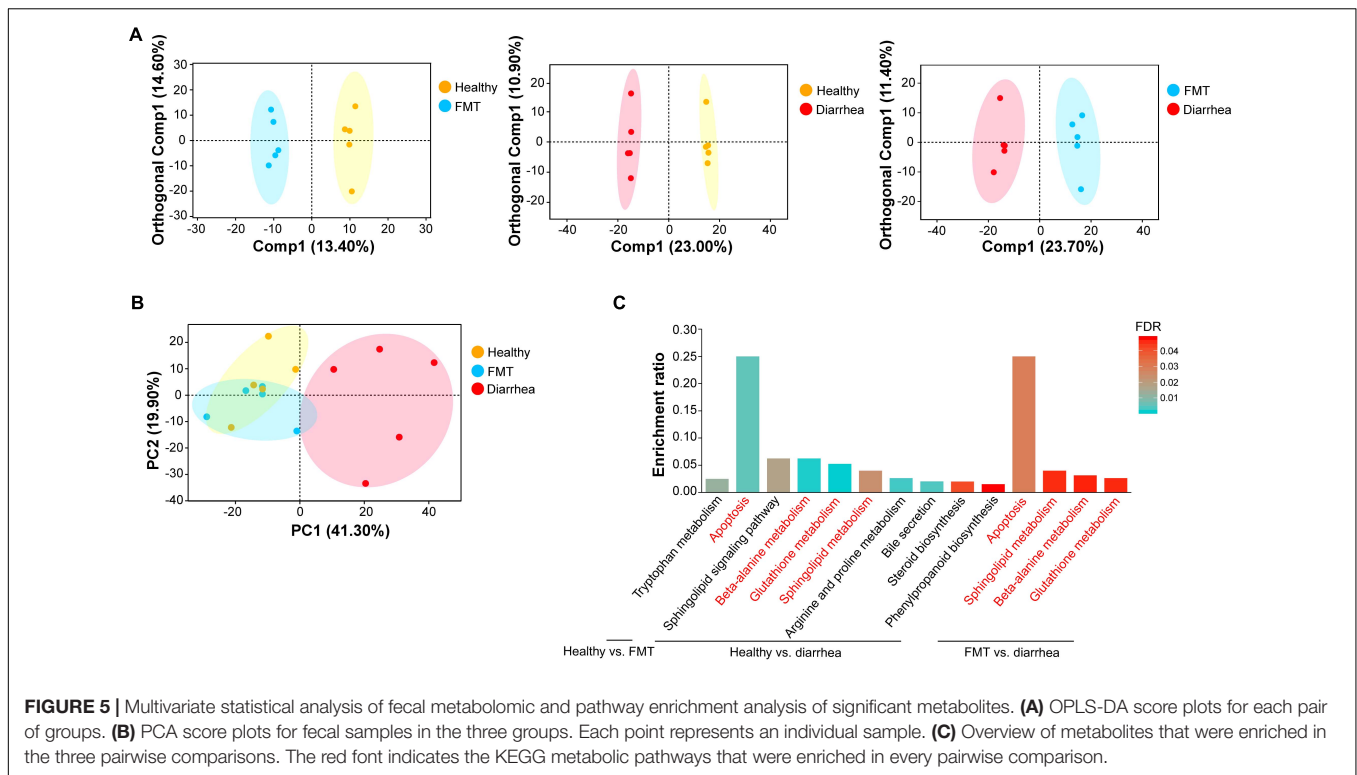 A
Orthogonal Comp1 (14.60%)
30
20
10
0
-10
-20
-30
-30
-20
-10
0
10
20
30
Comp1 (13.40%)
Healthy
FMT
Orthogonal Comp1 (10.90%)
20
10
0
-10
-20
-40
-20
0
20
40
Comp1 (23.00%)
Healthy
Diarrhea
Orthogonal Comp1 (11.40%)
20
10
0
-10
-20
-40
-20
0
20
40
Comp1 (23.70%)
FMT
Diarrhea
B
PC2 (19.90%)
20
10
0
-10
-20
-30
-40
-20
0
20
40
PC1 (41.30%)
Healthy
FMT
Diarrhea
C
Enrichment ratio
0.30
0.25
0.20
0.15
0.10
0.05
0.00
FDR
0.04
0.03
0.02
0.01
Tryptophan metabolism
Apoptosis
Sphingolipid signaling pathway
Beta-alanine metabolism
Glutathione metabolism
Sphingolipid metabolism
Arginine and proline metabolism
Bile secretion
Steroid biosynthesis
Phenylpropanoid biosynthesis
Apoptosis
Sphingolipid metabolism
Beta-alanine metabolism
Glutathione metabolism
Healthy vs. FMT
Healthy vs. diarrhea
FMT vs. diarrhea
FIGURE 5 | Multivariate statistical analysis of fecal metabolomic and pathway enrichment analysis of significant metabolites. (A) OPLS-DA score plots for each pair
of groups. (B) PCA score plots for fecal samples in the three groups. Each point represents an individual sample. (C) Overview of metabolites that were enriched in
the three pairwise comparisons. The red font indicates the KEGG metabolic pathways that were enriched in every pairwise comparison.